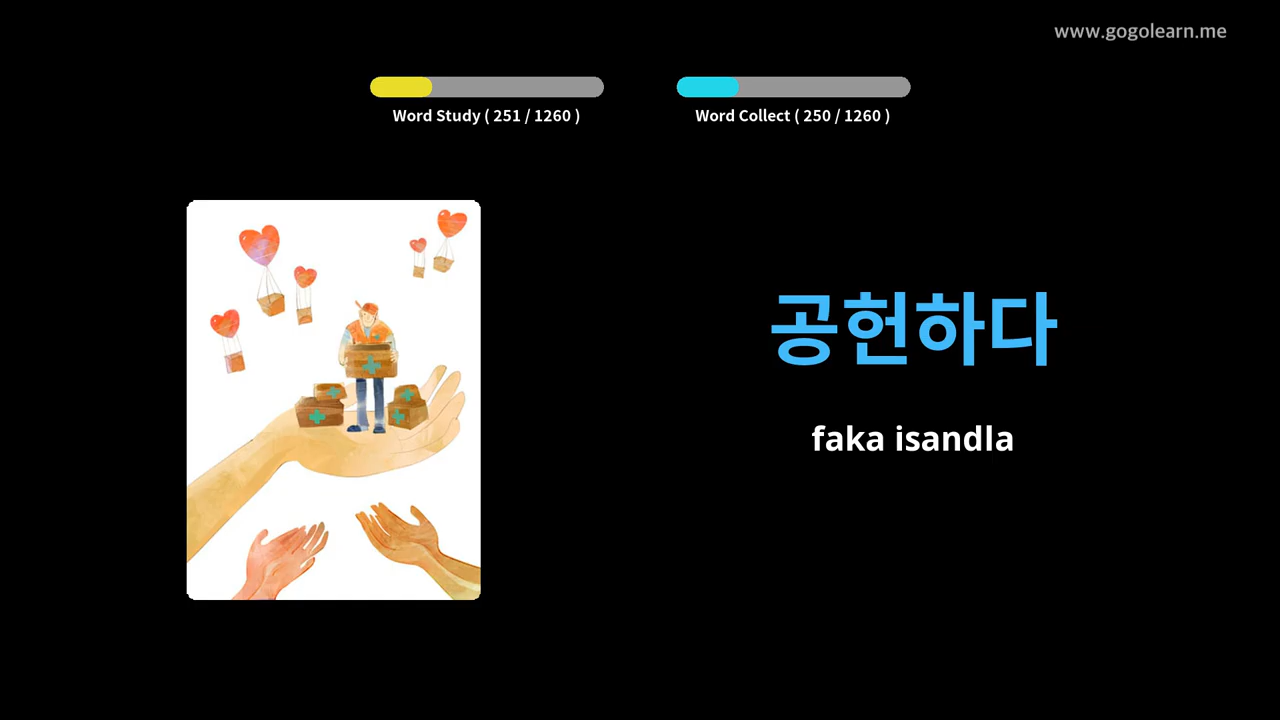 www.gogolearn.me
Word Study ( 251 / 1260 )
Word Collect ( 250 / 1260 )
공헌하다
faka isandla